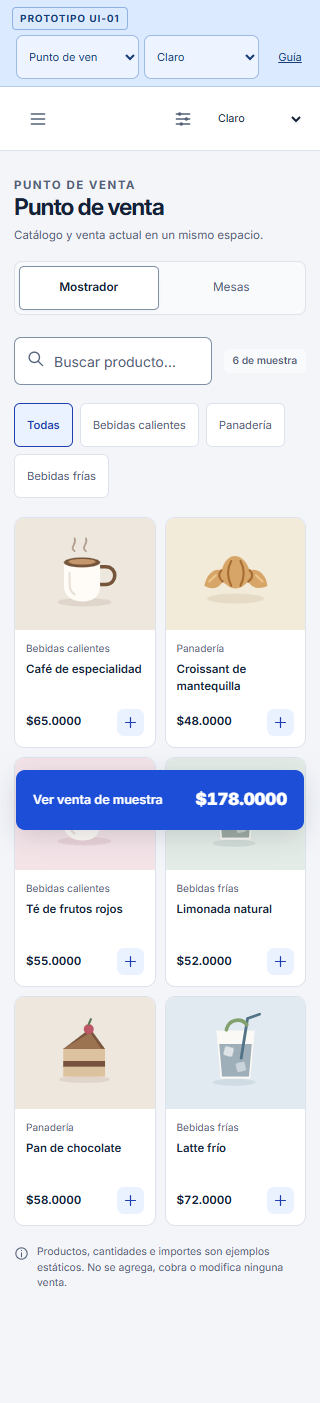 PROTOTIPO UI-01
Punto de ven
Claro
Guía
Claro
PUNTO DE VENTA
Punto de venta
Catálogo y venta actual en un mismo espacio.
Mostrador
Mesas
Buscar producto...
6 de muestra
Todas
Bebidas calientes
Panadería
Bebidas frías
Bebidas calientes
Café de especialidad
$65.0000
Panadería
Croissant de
mantequilla
$48.0000
Ver venta de muestra
$178.0000
Bebidas calientes
Té de frutos rojos
$55.0000
Bebidas frías
Limonada natural
$52.0000
Panadería
Pan de chocolate
$58.0000
Bebidas frías
Latte frío
$72.0000
Productos, cantidades e importes son ejemplos
estáticos. No se agrega, cobra o modifica ninguna
venta.